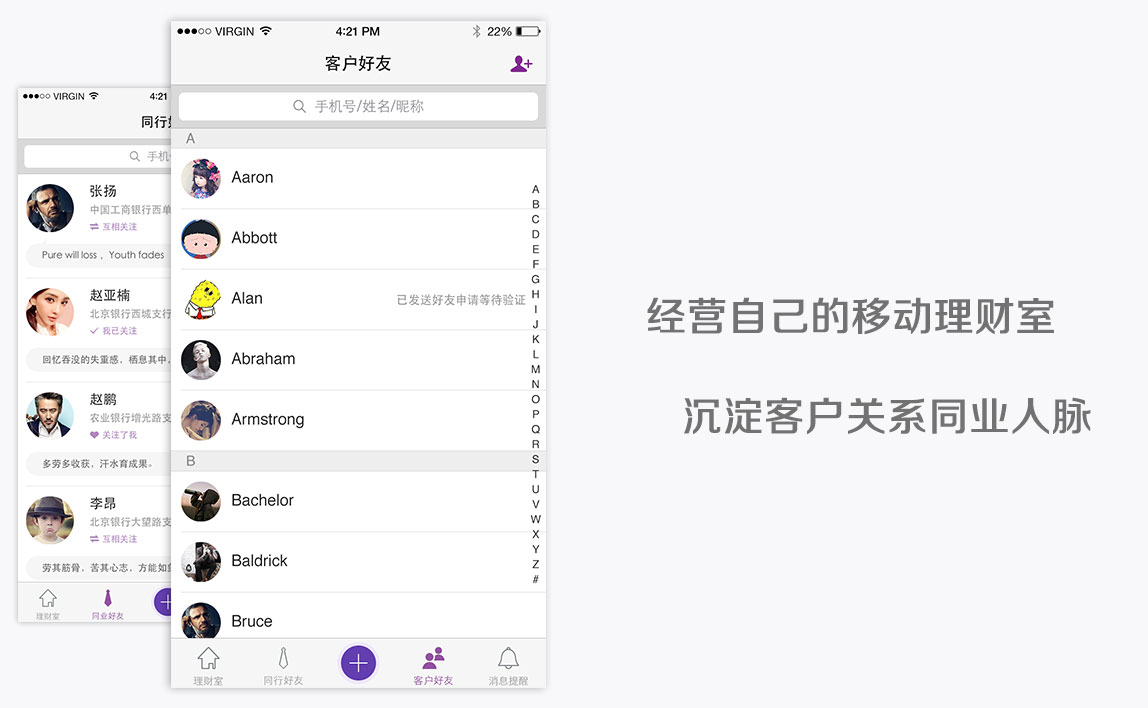 VIRGIN
4:21
同行
手机
张扬
中国工商银行西单
互相关注
Pure will loss 、Youth fades
赵亚楠
北京银行西城支行
我已关注
回忆吞没的失重感，栖息其中，
赵鹏
农业银行增光路支
关注了我
多劳多收获，汗水育成果。
李昂
北京银行大望路支
互相关注
劳其筋骨，苦其心志，方能如
理财室
同业好友
VIRGIN
4:21 PM
22%
客户好友
手机号/姓名/昵称
A
Aaron
Abbott
Alan
已发送好友申请等待验证
Abraham
Armstrong
B
Bachelor
Baldrick
Bruce
A
B
C
D
E
F
G
H
I
J
K
L
M
N
O
P
Q
R
S
T
U
V
W
X
Y
Z
#
理财室
同行好友
客户好友
消息提醒
经营自己的移动理财室
沉淀客户关系同业人脉